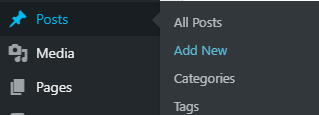 Posts
Media
Pages
All Posts
Add New
Categories
Tags